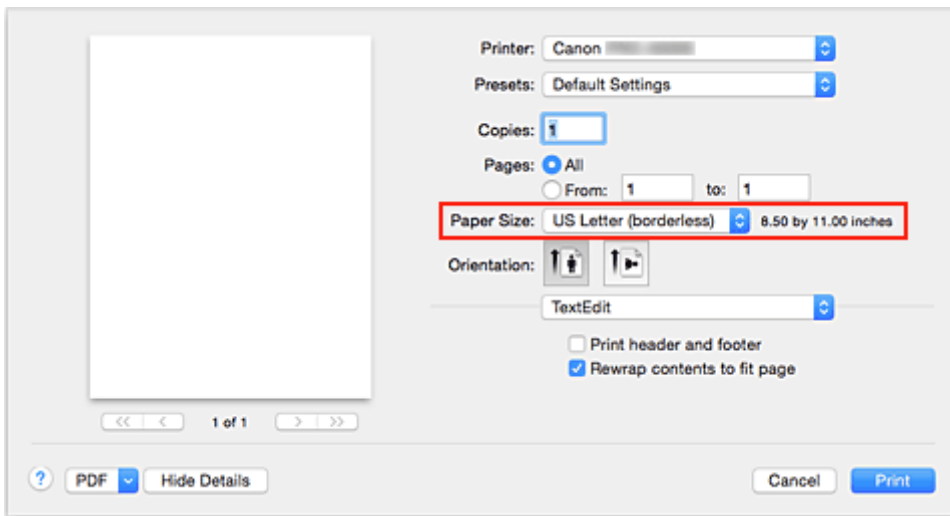 Printer: Canon
Presets: Default Settings
Copies: 1
Pages: All
From: 1 to: 1
Paper Size: US Letter (borderless) 8.50 by 11.00 inches
Orientation:
TextEdit
Print header and footer
Rewrap contents to fit page
<< < 1 of 1 > >>
? PDF Hide Details Cancel Print